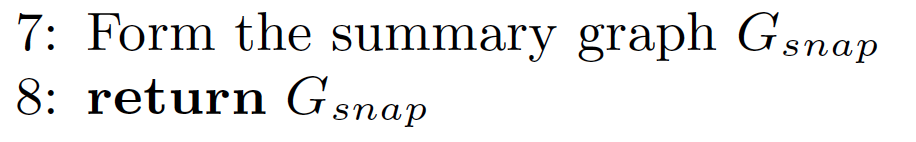 7: Form the summary graph G_{snap}
8: return G_{snap}